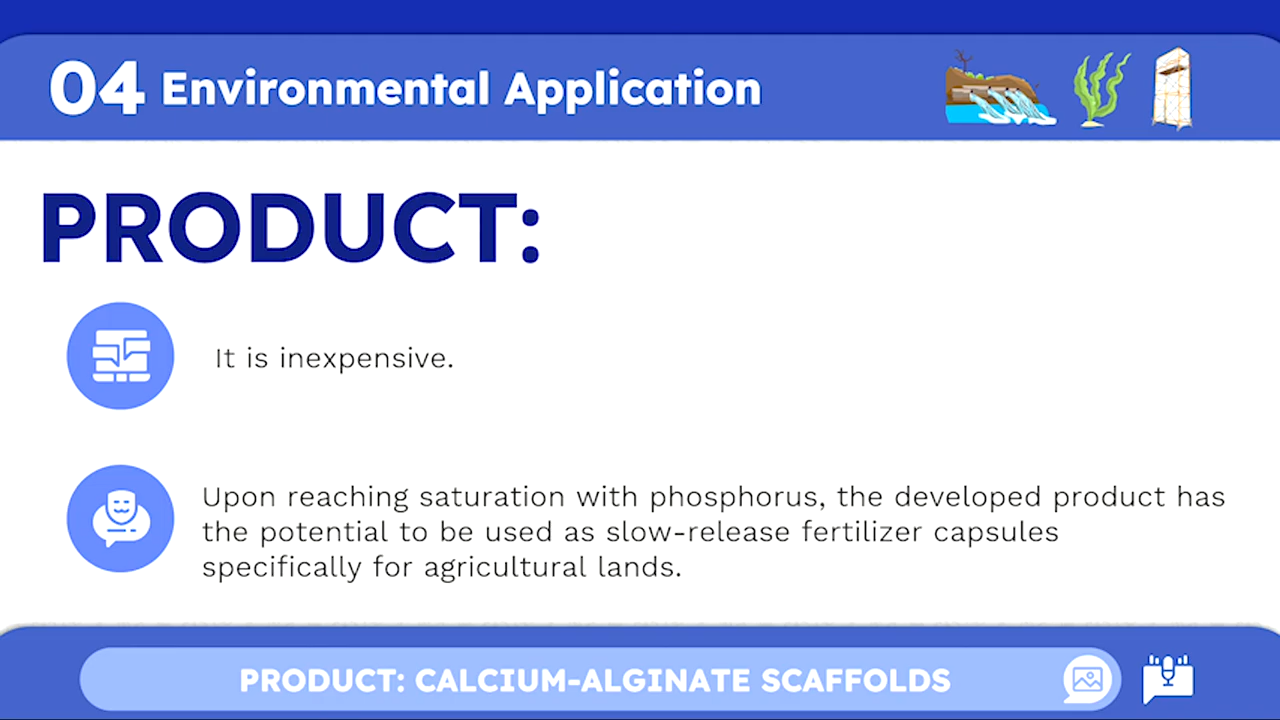 04 Environmental Application
PRODUCT:
It is inexpensive.
Upon reaching saturation with phosphorus, the developed product has
the potential to be used as slow-release fertilizer capsules
specifically for agricultural lands.
PRODUCT: CALCIUM-ALGINATE SCAFFOLDS